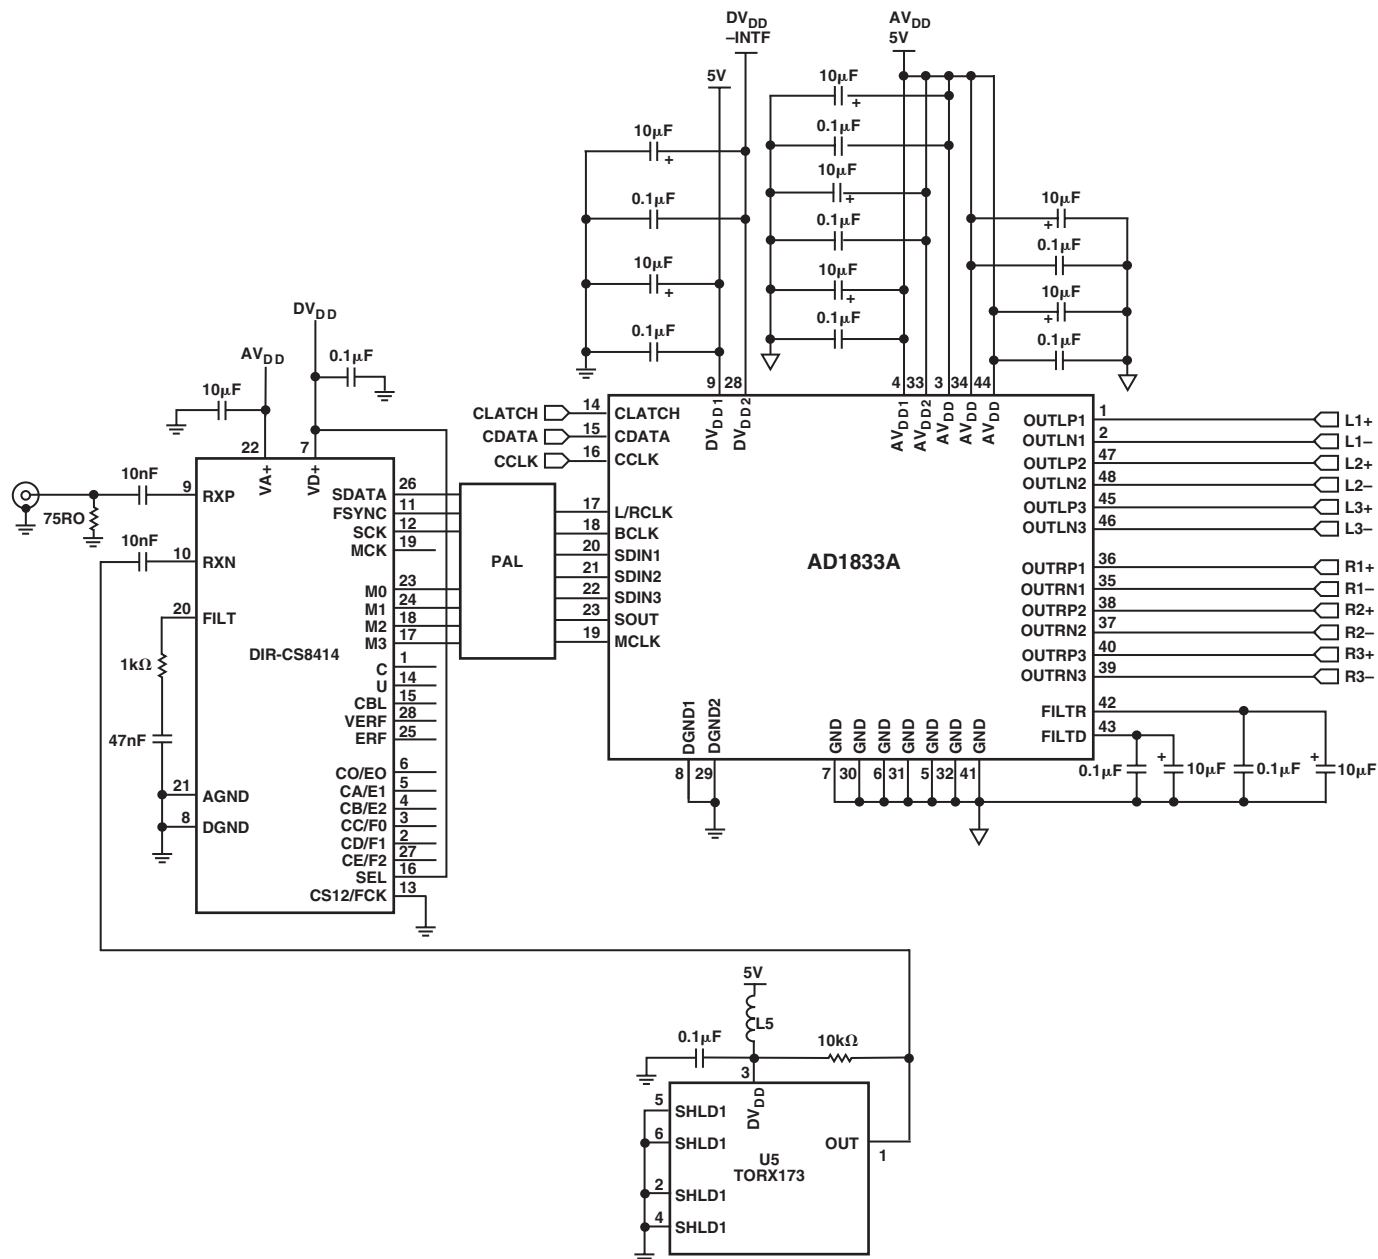 DVDD
–INTF
AVDD
5V
5V
10µF
+
0.1µF
10µF
+
0.1µF
10µF
+
0.1µF
10µF
+
0.1µF
10µF
+
0.1µF
10µF
+
0.1µF
10µF
+
0.1µF
9 28
4 33 3 34 44
DVDD1
DVDD2
AVDD1
AVDD2
AVDD
AVDD
AVDD
CLATCH 14 CLATCH
CDATA 15 CDATA
CCLK 16 CCLK
17 L/RCLK
18 BCLK
20 SDIN1
21 SDIN2
22 SDIN3
23 SOUT
19 MCLK
AD1833A
OUTLP1 1 L1+
OUTLN1 2 L1–
OUTLP2 47 L2+
OUTLN2 48 L2–
OUTLP3 45 L3+
OUTLN3 46 L3–
OUTRP1 36 R1+
OUTRN1 35 R1–
OUTRP2 38 R2+
OUTRN2 37 R2–
OUTRP3 40 R3+
OUTRN3 39 R3–
FILTR 42
FILTD 43
DGND1
DGND2
GND
GND
GND
GND
GND
GND
GND
8 29
7 30 6 31 5 32 41
0.1µF
+
10µF
0.1µF
+
10µF
DVDD
AVDD
0.1µF
10µF
22 7
VA+
VD+
10nF
9 RXP
75RO
10nF
10 RXN
20 FILT
1kΩ
47nF
21 AGND
8 DGND
DIR-CS8414
SDATA 26
FSYNC 11
SCK 12
MCK 19
M0 23
M1 24
M2 18
M3 17
C 1
U 14
CBL 15
VERF 28
ERF 25
CO/EO 6
CA/E1 5
CB/E2 4
CC/F0 3
CD/F1 2
CE/F2 27
SEL 16
CS12/FCK 13
PAL
5V
L5
0.1µF
10kΩ
3
DVDD
5 SHLD1
6 SHLD1
2 SHLD1
4 SHLD1
OUT 1
U5
TORX173